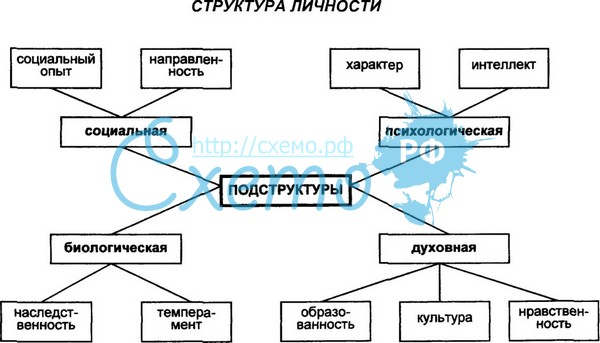 СТРУКТУРА ЛИЧНОСТИ
социальный
опыт
направлен-
ность
характер
интеллект
социальная
психологическая
http://схемо.рф
Схемо
РФ
ПОДСТРУКТУРЫ
биологическая
духовная
наследст-
венность
темпера-
мент
образо-
ванность
культура
нравствен-
ность